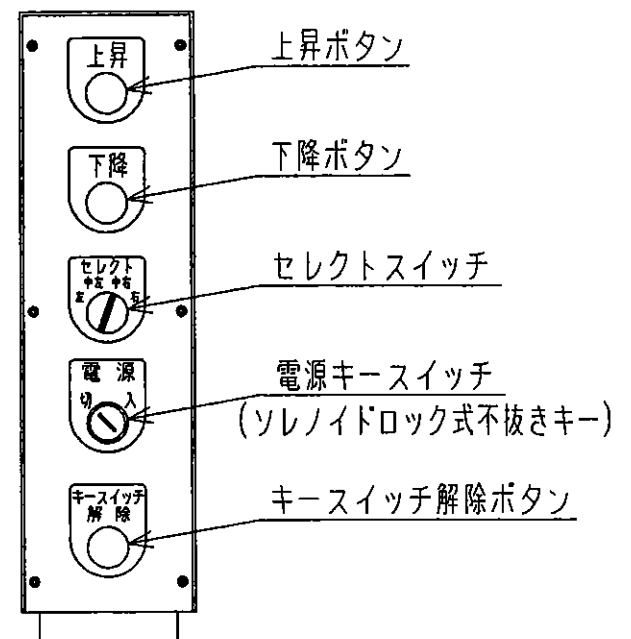 上昇
上昇ボタン
下降
下降ボタン
セレクト
中左 中右
左 右
セレクトスイッチ
電 源
切 入
電源キースイッチ
(ソレノイドロック式不抜きキー)
キースイッチ
解 除
キースイッチ解除ボタン